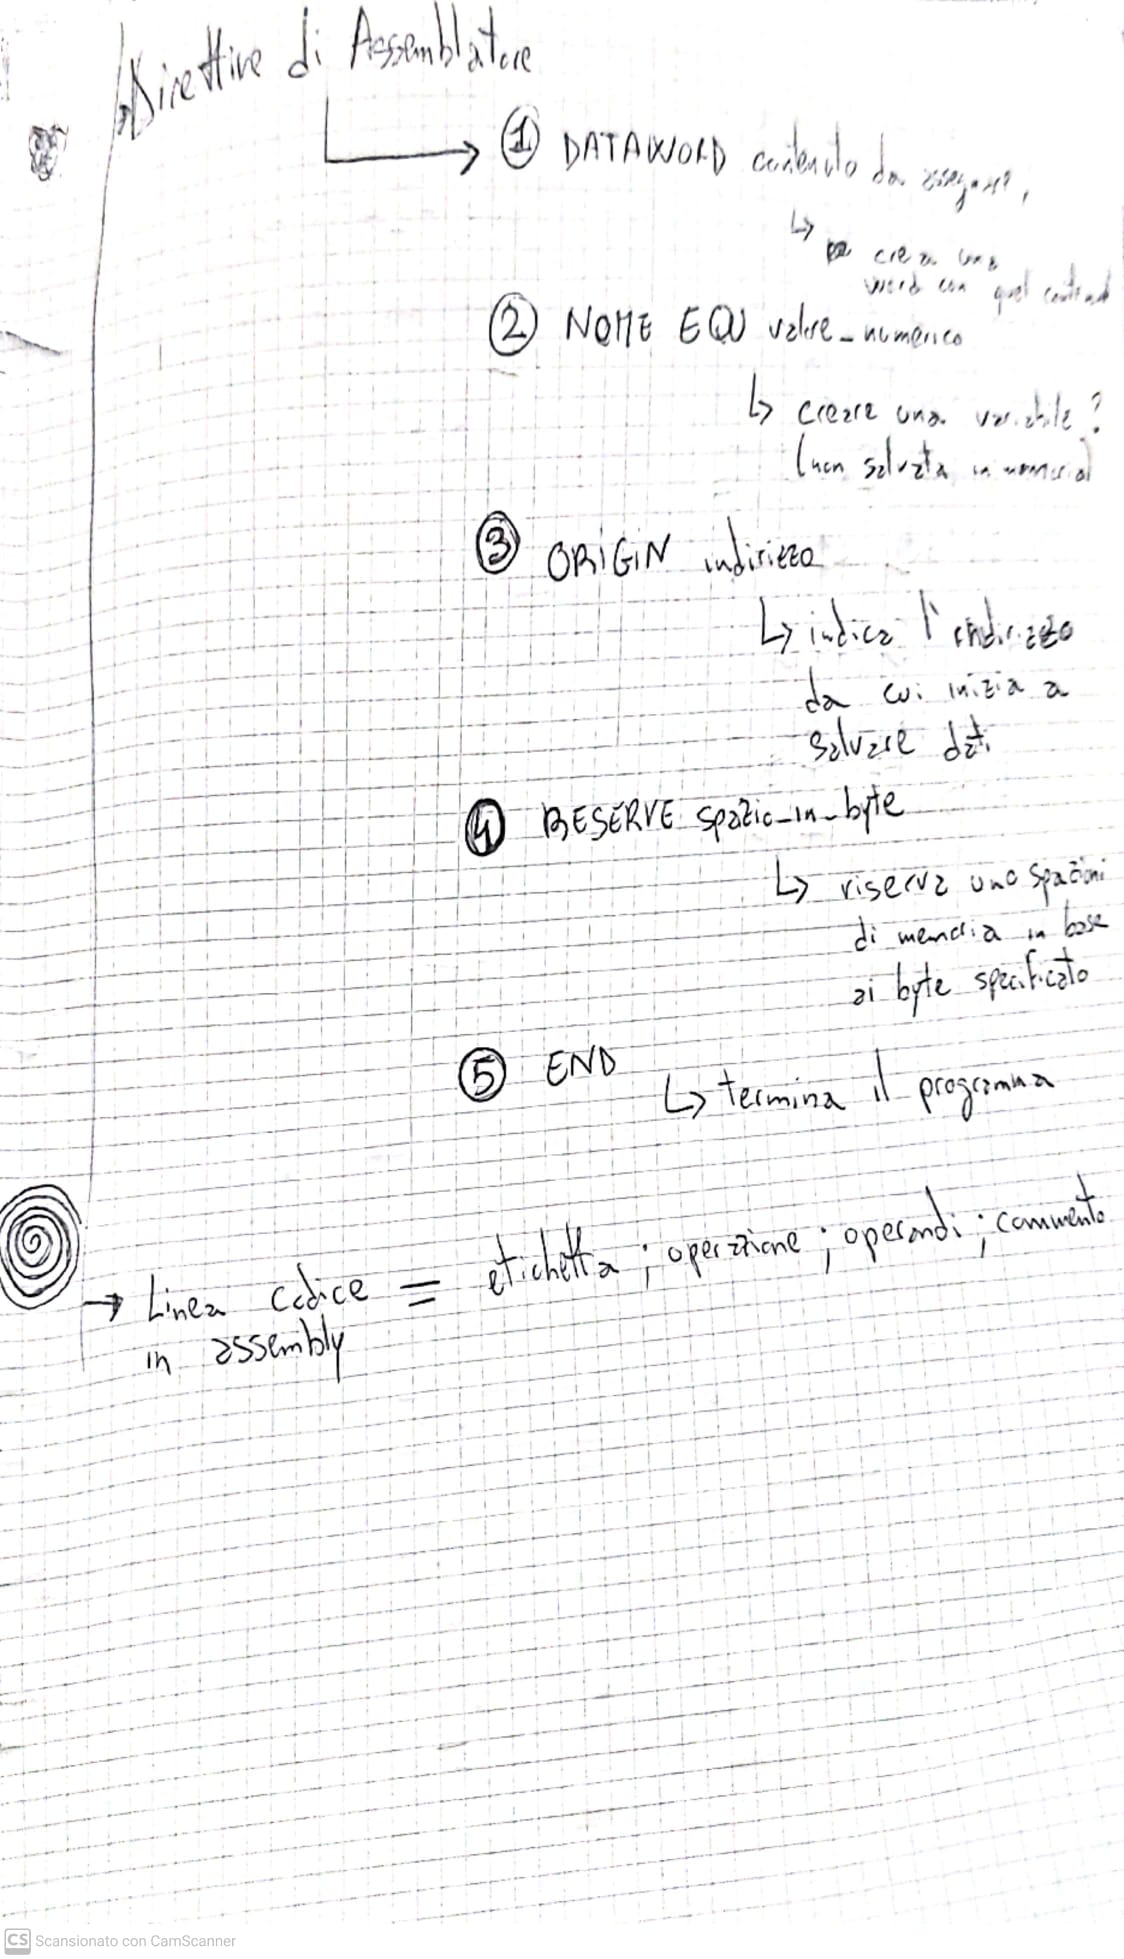 Direttive di Assemblatore
① DATAWORD contenuto da assegnare,
↳ crea una
word con quel contenuto
② NOME EQU valore_numerico
↳ creare una variabile?
(non salvata in memoria)
③ ORIGIN indirizzo
↳ indica l'indirizzo
da cui inizia a
salvare dati
④ RESERVE spazio_in_byte
↳ riserva uno spazioni
di memoria in base
ai byte specificato
⑤ END
↳ termina il programma
→ Linea codice = etichetta ; operazione ; operandi ; commento
in assembly
CS Scansionato con CamScanner